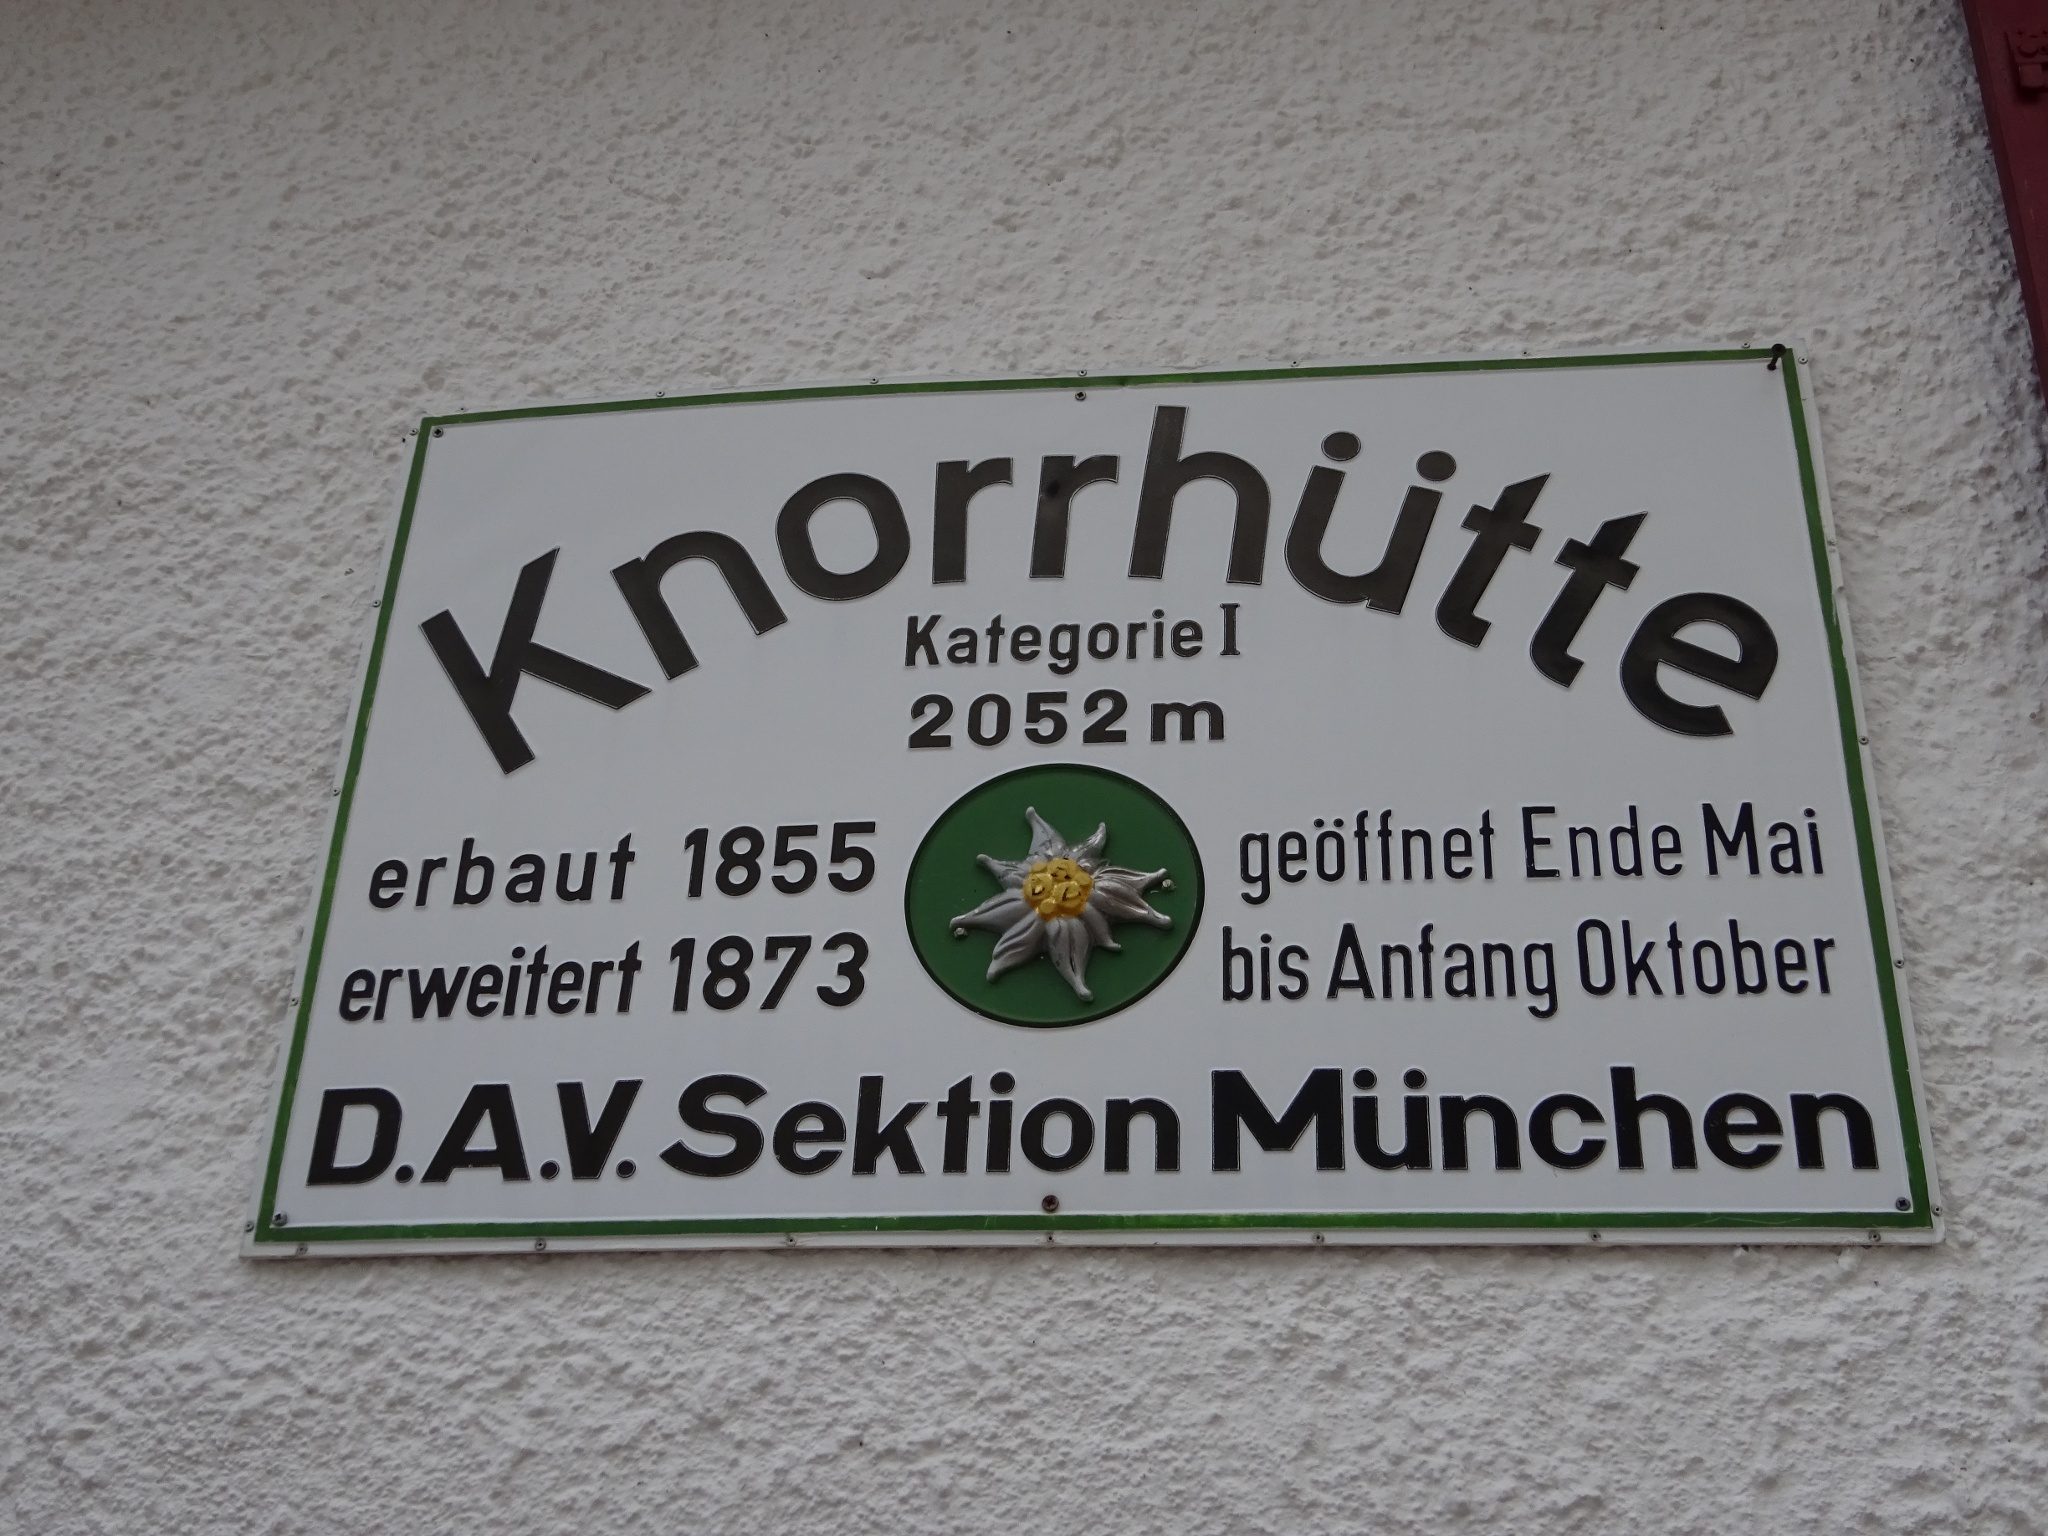 Knorrhütte
Kategorie I
2052 m
erbaut 1855
erweitert 1873
geöffnet Ende Mai
bis Anfang Oktober
D.A.V. Sektion München